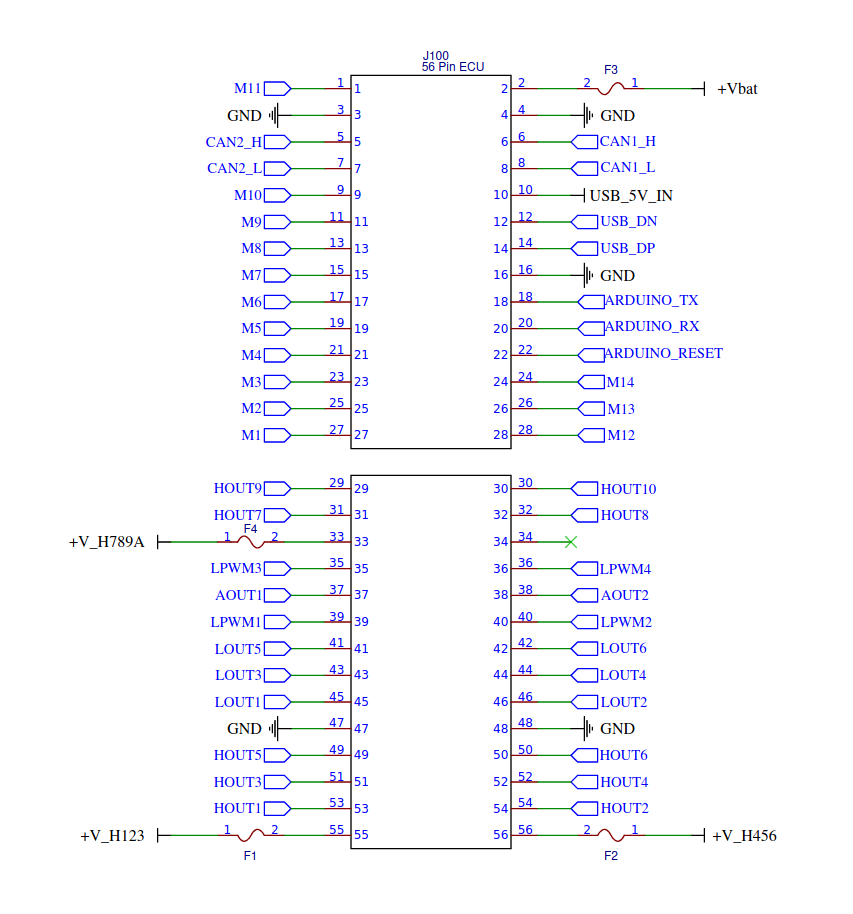 J100
56 Pin ECU
F3
M11 1 1 2 2 2 1 +Vbat
GND 3 3 4 4 GND
CAN2_H 5 5 6 6 CAN1_H
CAN2_L 7 7 8 8 CAN1_L
M10 9 9 10 10 USB_5V_IN
M9 11 11 12 12 USB_DN
M8 13 13 14 14 USB_DP
M7 15 15 16 16 GND
M6 17 17 18 18 ARDUINO_TX
M5 19 19 20 20 ARDUINO_RX
M4 21 21 22 22 ARDUINO_RESET
M3 23 23 24 24 M14
M2 25 25 26 26 M13
M1 27 27 28 28 M12
HOUT9 29 29 30 30 HOUT10
HOUT7 31 31 32 32 HOUT8
F4
+V_H789A 1 2 33 33 34 34
LPWM3 35 35 36 36 LPWM4
AOUT1 37 37 38 38 AOUT2
LPWM1 39 39 40 40 LPWM2
LOUT5 41 41 42 42 LOUT6
LOUT3 43 43 44 44 LOUT4
LOUT1 45 45 46 46 LOUT2
GND 47 47 48 48 GND
HOUT5 49 49 50 50 HOUT6
HOUT3 51 51 52 52 HOUT4
HOUT1 53 53 54 54 HOUT2
+V_H123 1 2 55 55 56 56 2 1 +V_H456
F1 F2